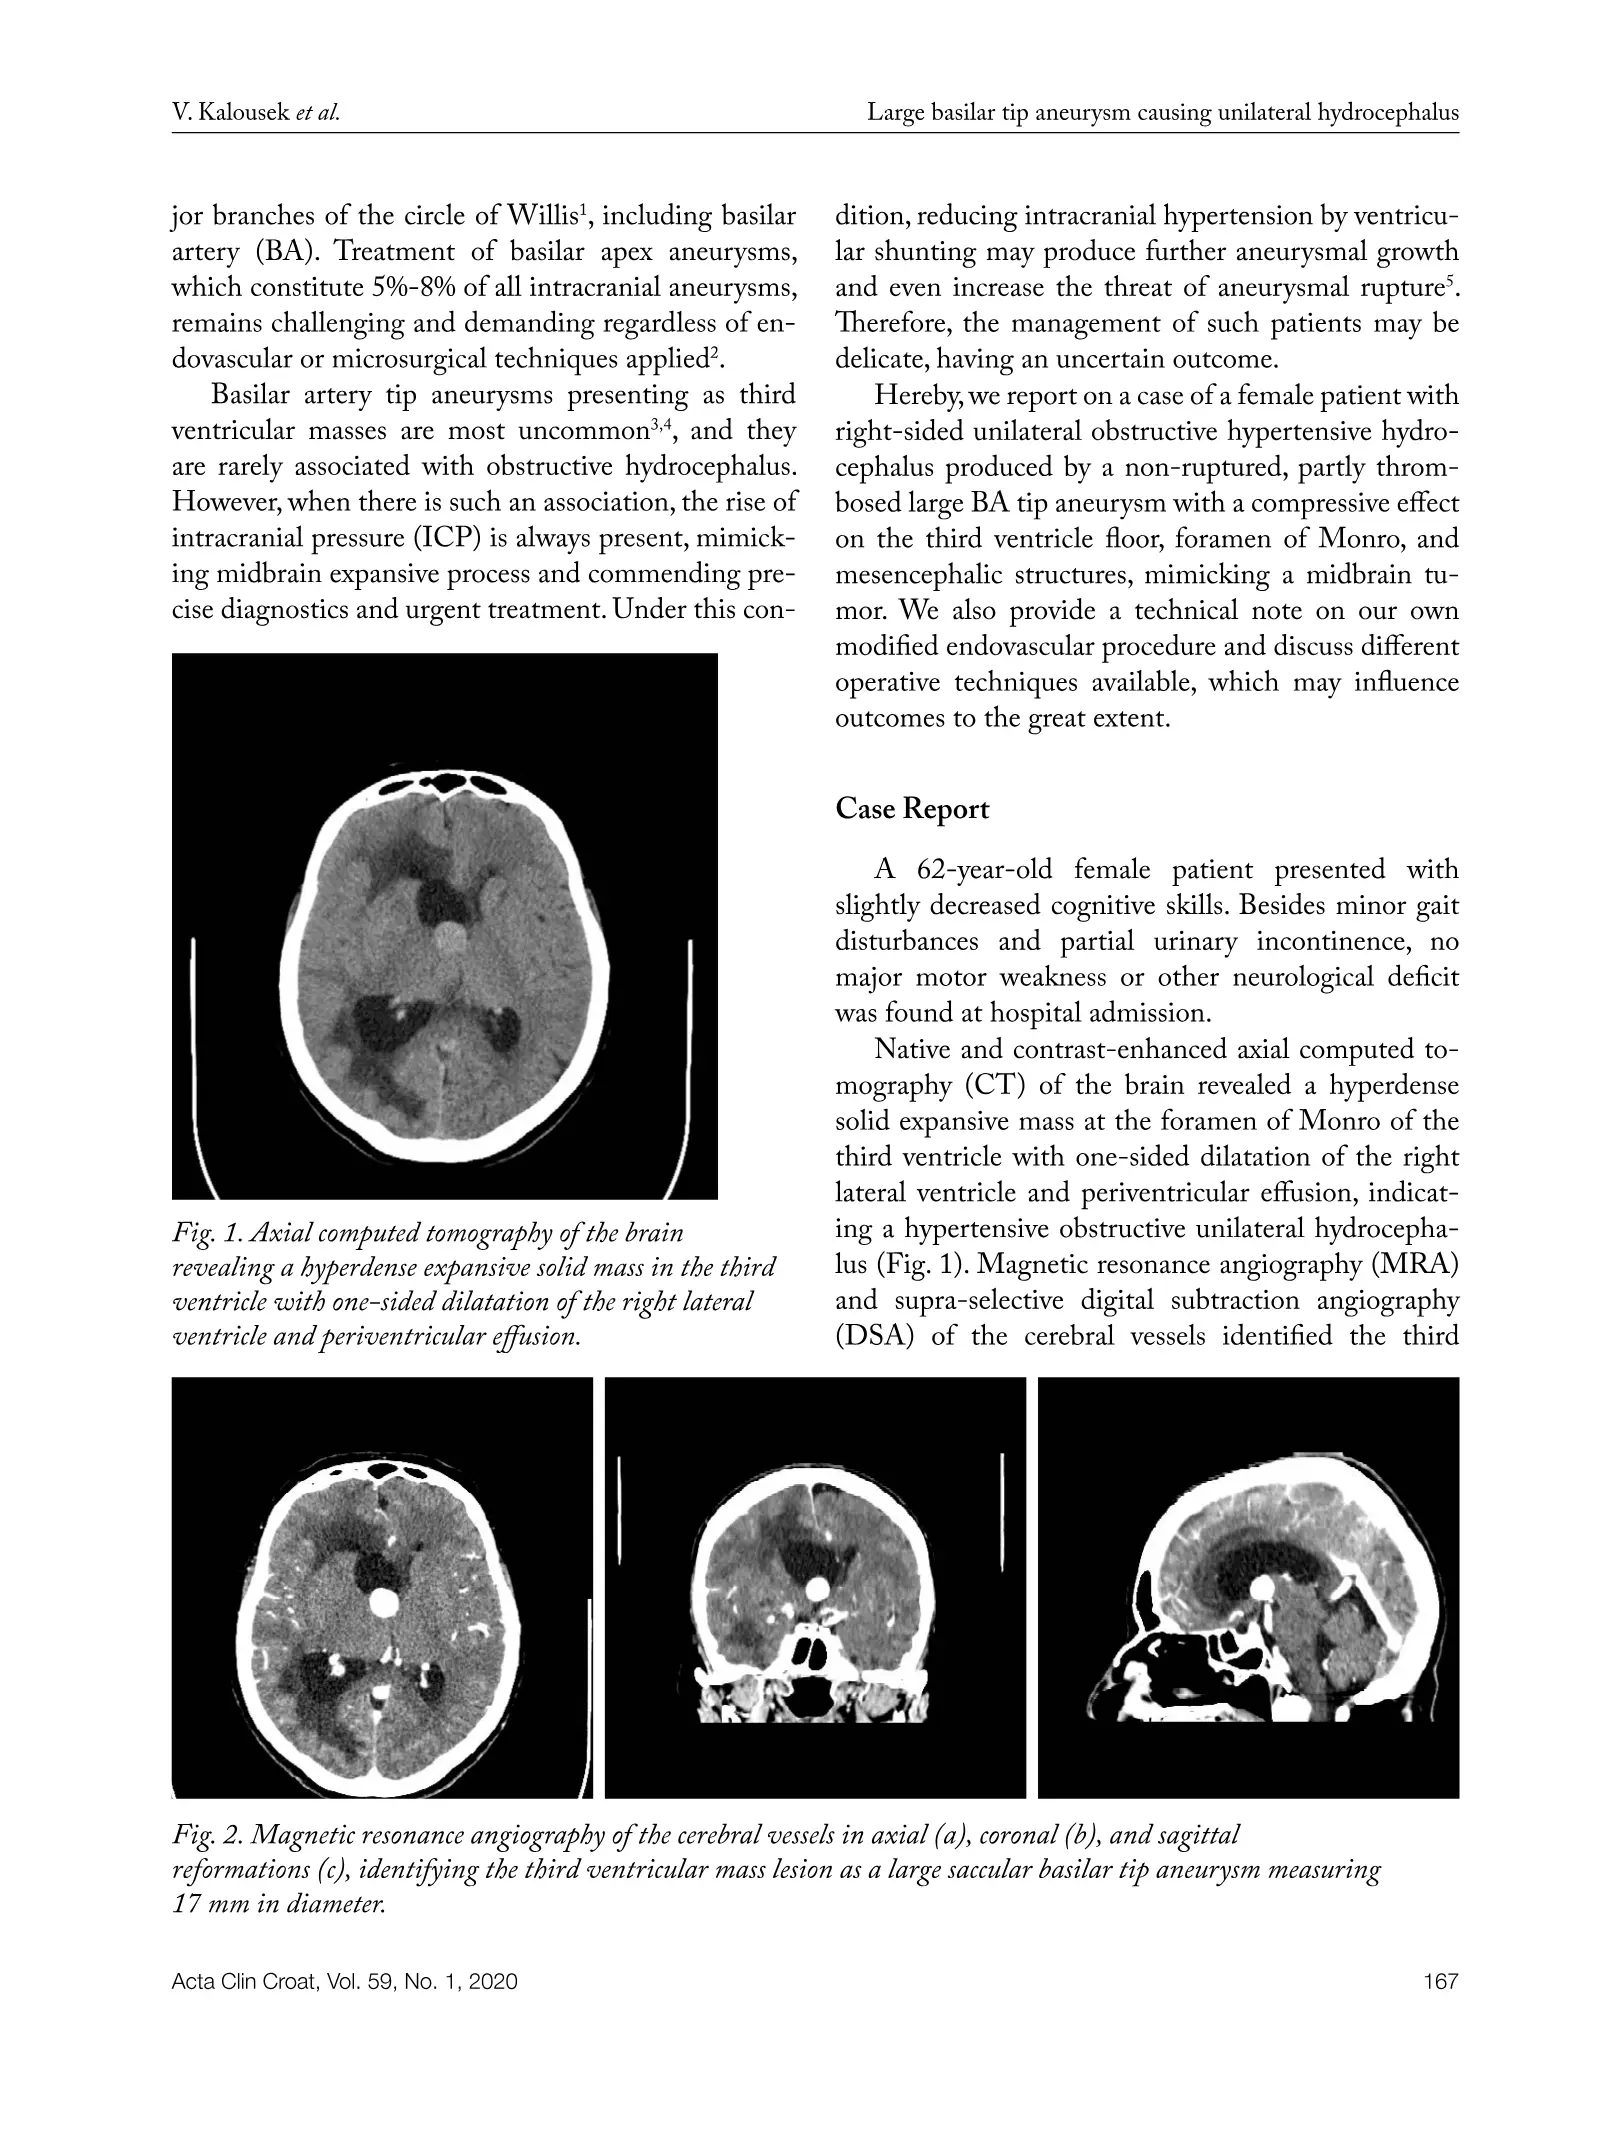 V. Kalousek et al.
Large basilar tip aneurysm causing unilateral hydrocephalus
jor branches of the circle of Willis¹, including basilar
artery (BA). Treatment of basilar apex aneurysms,
which constitute 5%-8% of all intracranial aneurysms,
remains challenging and demanding regardless of en-
dovascular or microsurgical techniques applied².
Basilar artery tip aneurysms presenting as third
ventricular masses are most uncommon³,⁴, and they
are rarely associated with obstructive hydrocephalus.
However, when there is such an association, the rise of
intracranial pressure (ICP) is always present, mimick-
ing midbrain expansive process and commending pre-
cise diagnostics and urgent treatment. Under this con-
Fig. 1. Axial computed tomography of the brain
revealing a hyperdense expansive solid mass in the third
ventricle with one-sided dilatation of the right lateral
ventricle and periventricular effusion.
dition, reducing intracranial hypertension by ventricu-
lar shunting may produce further aneurysmal growth
and even increase the threat of aneurysmal rupture⁵.
Therefore, the management of such patients may be
delicate, having an uncertain outcome.
Hereby, we report on a case of a female patient with
right-sided unilateral obstructive hypertensive hydro-
cephalus produced by a non-ruptured, partly throm-
bosed large BA tip aneurysm with a compressive effect
on the third ventricle floor, foramen of Monro, and
mesencephalic structures, mimicking a midbrain tu-
mor. We also provide a technical note on our own
modified endovascular procedure and discuss different
operative techniques available, which may influence
outcomes to the great extent.
Case Report
A 62-year-old female patient presented with
slightly decreased cognitive skills. Besides minor gait
disturbances and partial urinary incontinence, no
major motor weakness or other neurological deficit
was found at hospital admission.
Native and contrast-enhanced axial computed to-
mography (CT) of the brain revealed a hyperdense
solid expansive mass at the foramen of Monro of the
third ventricle with one-sided dilatation of the right
lateral ventricle and periventricular effusion, indicat-
ing a hypertensive obstructive unilateral hydrocepha-
lus (Fig. 1). Magnetic resonance angiography (MRA)
and supra-selective digital subtraction angiography
(DSA) of the cerebral vessels identified the third
Fig. 2. Magnetic resonance angiography of the cerebral vessels in axial (a), coronal (b), and sagittal
reformations (c), identifying the third ventricular mass lesion as a large saccular basilar tip aneurysm measuring
17 mm in diameter.
Acta Clin Croat, Vol. 59, No. 1, 2020
167